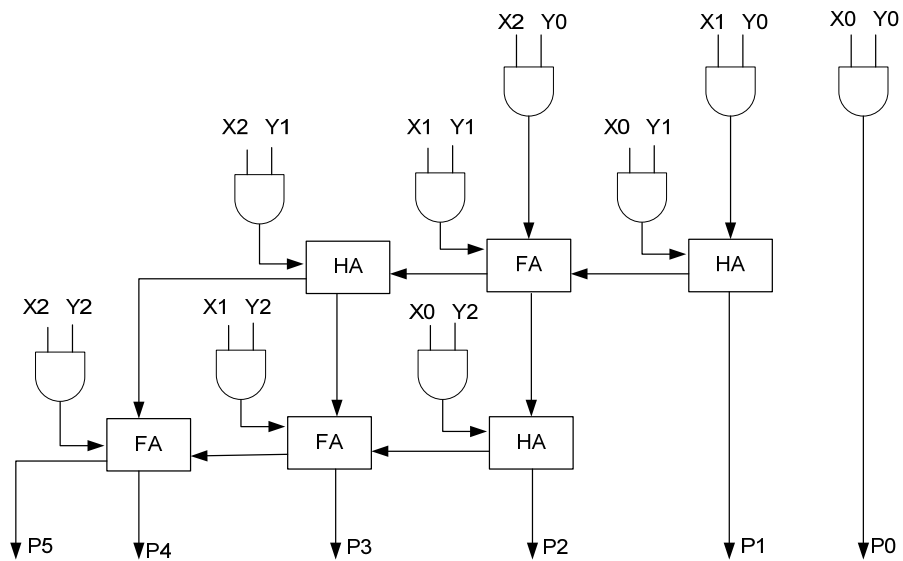 X2 Y0 X1 Y0 X0 Y0
X2 Y1 X1 Y1 X0 Y1
HA FA HA
X2 Y2 X1 Y2 X0 Y2
FA FA HA
P5 P4 P3 P2 P1 P0